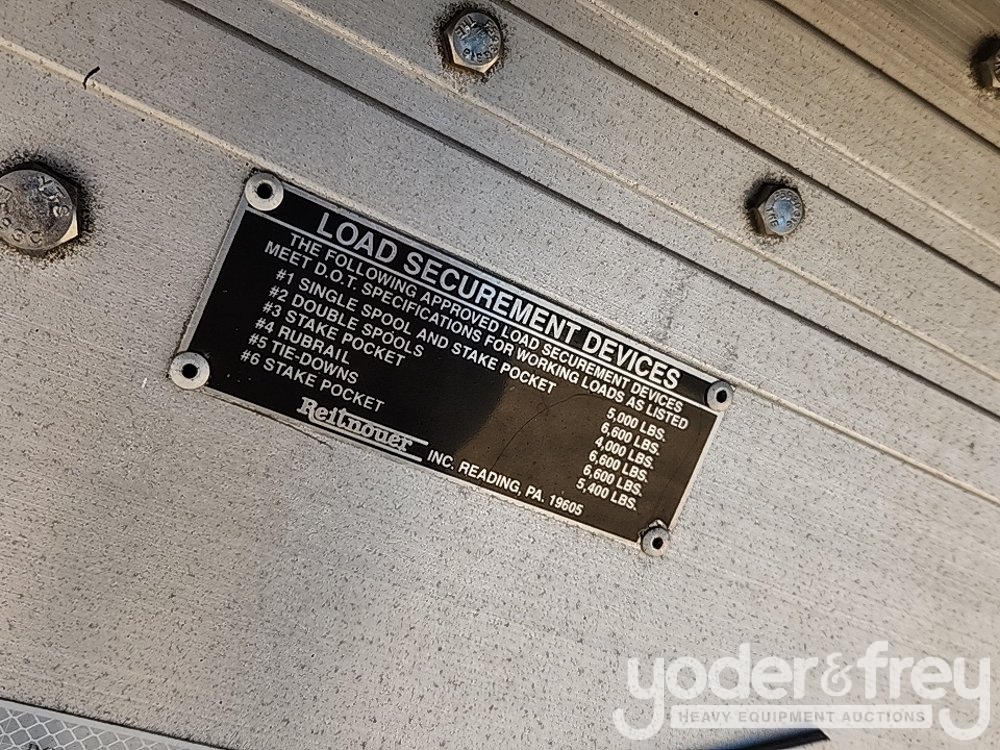 LOAD SECUREMENT DEVICES
THE FOLLOWING APPROVED LOAD SECUREMENT DEVICES
MEET D.O.T. SPECIFICATIONS FOR WORKING LOADS AS LISTED
#1 SINGLE SPOOL AND STAKE POCKET 5,000 LBS.
#2 DOUBLE SPOOLS 6,600 LBS.
#3 STAKE POCKET 4,000 LBS.
#4 RUBRAIL 6,600 LBS.
#5 TIE-DOWNS 6,600 LBS.
#6 STAKE POCKET 5,400 LBS.
Reitnouer INC. READING, PA. 19605
yoder&frey
HEAVY EQUIPMENT AUCTIONS